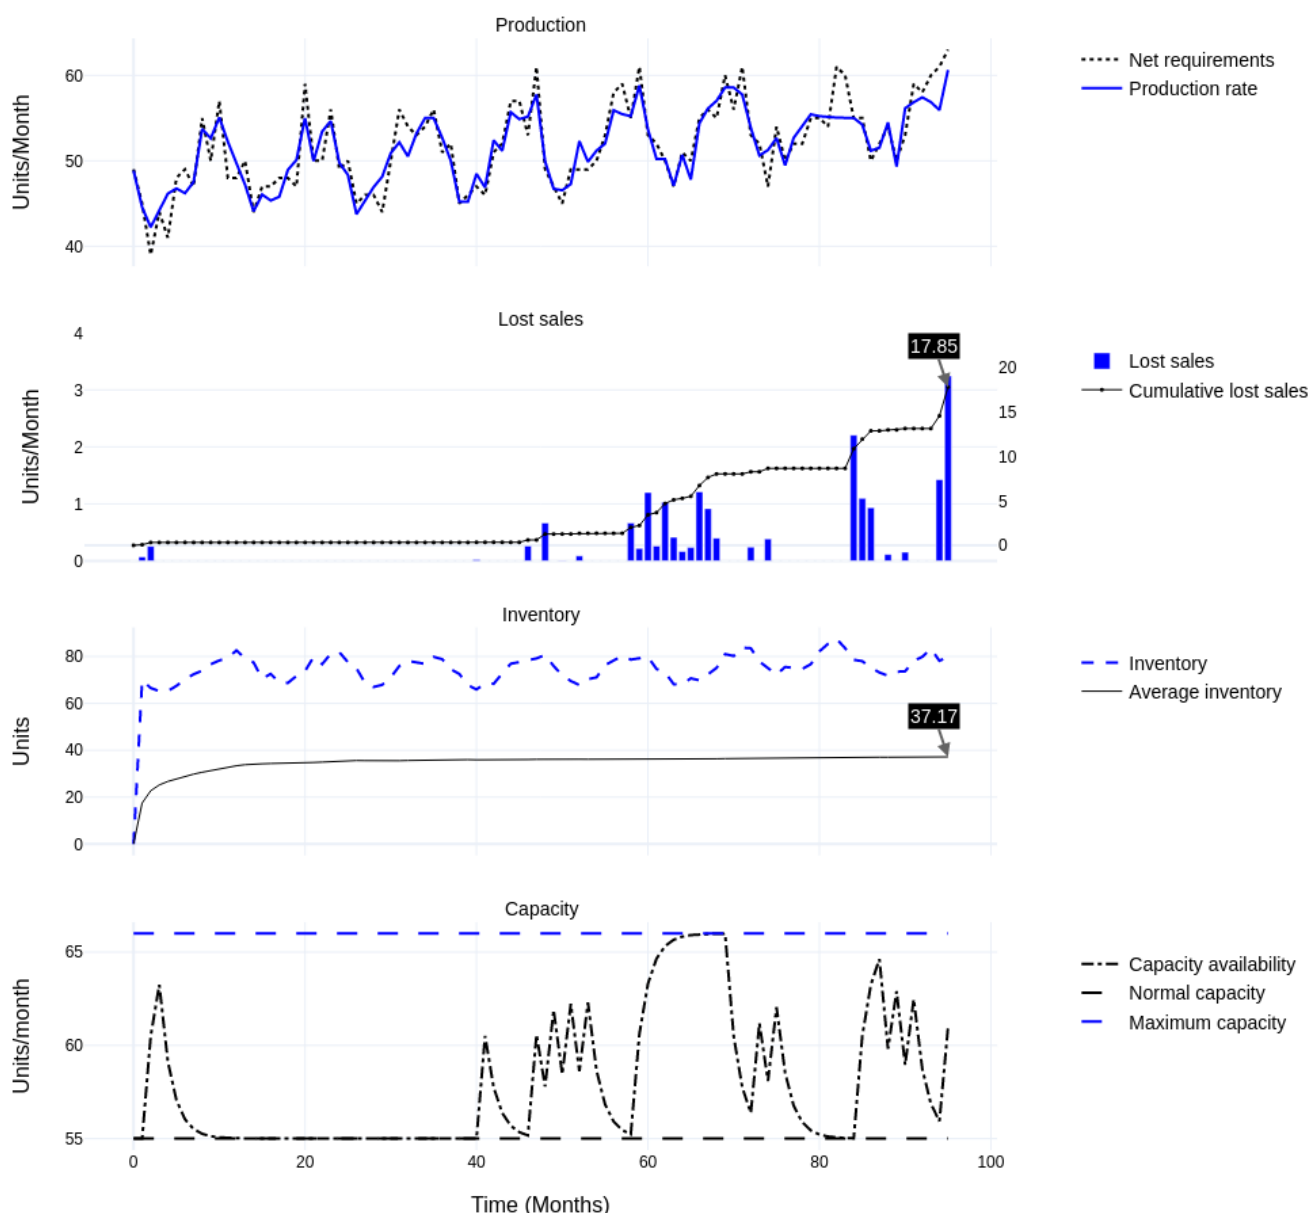 Production
Units/Month
60
50
40
Net requirements
Production rate
Lost sales
Units/Month
4
3
2
1
0
17.85
20
15
10
5
0
Lost sales
Cumulative lost sales
Inventory
Units
80
60
40
20
0
37.17
Inventory
Average inventory
Capacity
Units/month
65
60
55
0 20 40 60 80 100
Time (Months)
Capacity availability
Normal capacity
Maximum capacity